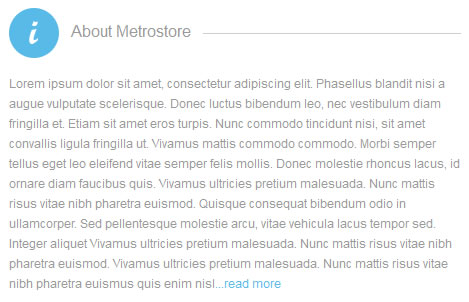 i
About Metrostore
Lorem ipsum dolor sit amet, consectetur adipiscing elit. Phasellus blandit nisi a
augue vulputate scelerisque. Donec luctus bibendum leo, nec vestibulum diam
fringilla et. Etiam sit amet eros turpis. Nunc commodo tincidunt nisi, sit amet
convallis ligula fringilla ut. Vivamus mattis commodo commodo. Morbi semper
tellus eget leo eleifend vitae semper felis mollis. Donec molestie rhoncus lacus, id
ornare diam faucibus quis. Vivamus ultricies pretium malesuada. Nunc mattis
risus vitae nibh pharetra euismod. Quisque consequat bibendum odio in
ullamcorper. Sed pellentesque molestie arcu, vitae vehicula lacus tempor sed.
Integer aliquet Vivamus ultricies pretium malesuada. Nunc mattis risus vitae nibh
pharetra euismod. Vivamus ultricies pretium malesuada. Nunc mattis risus vitae
nibh pharetra euismus quis enim nisl...read more